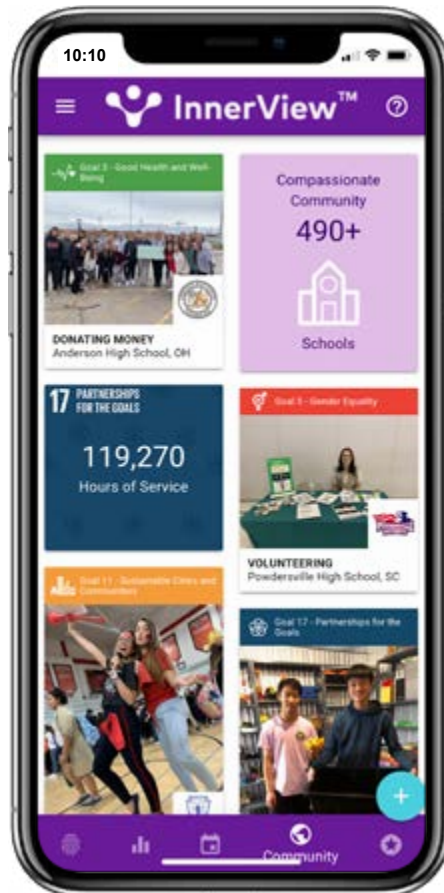 10:10
InnerView™
Goal 3 - Good Health and Well-
Being
DONATING MONEY
Anderson High School, OH
Compassionate
Community
490+
Schools
17 PARTNERSHIPS
FOR THE GOALS
119,270
Hours of Service
Goal 5 - Gender Equality
VOLUNTEERING
Powdersville High School, SC
Goal 11 - Sustainable Cities and
Communities
Goal 17 - Partnerships for the
Goals
Community